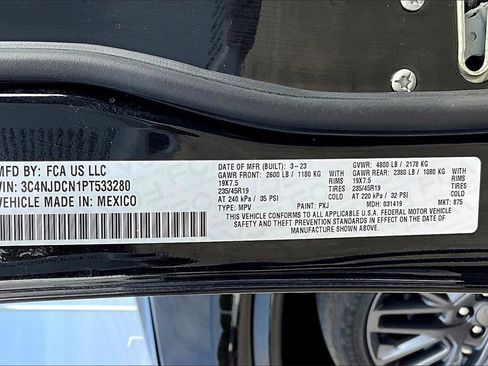 MFD BY: FCA US LLC
VIN: 3C4NJDCN1PT533280
VEHICLE MADE IN: MEXICO
DATE OF MFR (BUILT): 3-23 GVWR: 4800 LB / 2178 KG
GAWR FRONT: 2600 LB / 1180 KG WITH GAWR REAR: 2380 LB / 1080 KG WITH
19X7.5 RIMS 19X7.5 RIMS
235/45R19 TIRES 235/45R19 TIRES
AT 240 kPa / 35 PSI COLD AT 220 kPa / 32 PSI COLD
THIS VEHICLE CONFORMS TO ALL APPLICABLE U.S.A. FEDERAL MOTOR VEHICLE
SAFETY AND THEFT PREVENTION STANDARDS IN EFFECT ON THE DATE OF MANUFACTURE
TYPE: MPV PAINT: PXJ MDH: 031419 MKT: 875